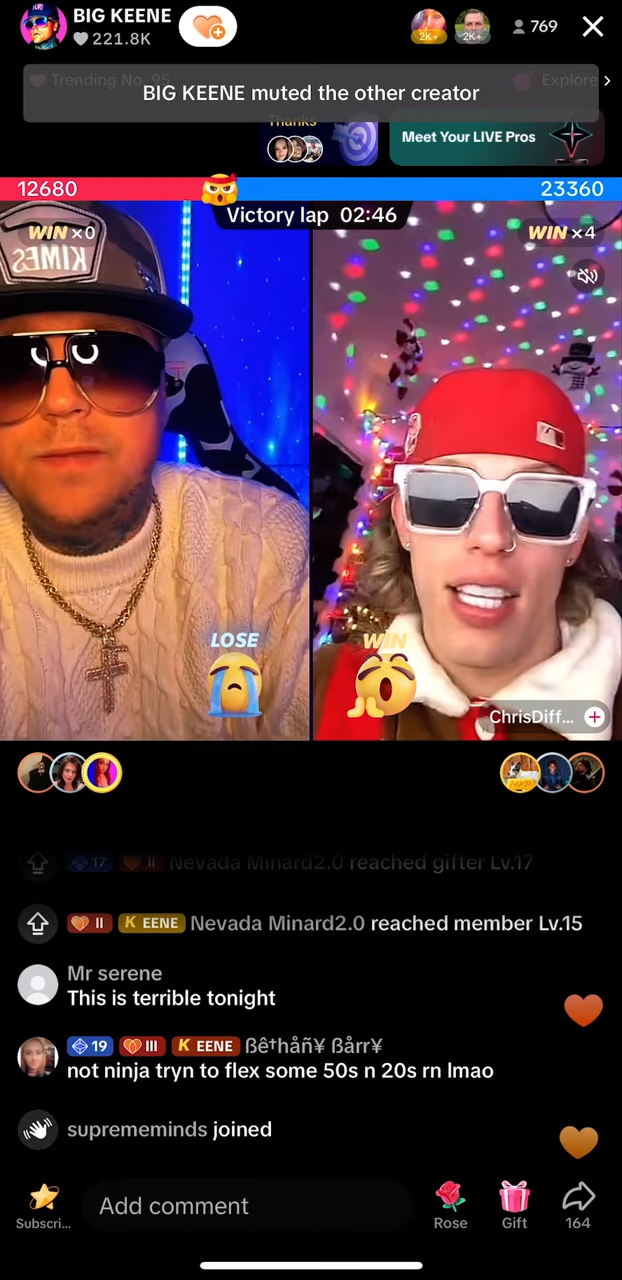 BIG KEENE
221.8K
2K+
2K+
769
Trending No. 95
Explore
BIG KEENE muted the other creator
Thanks
Meet Your LIVE Pros
12680
23360
Victory lap 02:46
WIN ×0
WIN ×4
KIMES
LOSE
WIN
ChrisDiff...
17 II Nevada Minard2.0 reached gifter Lv.17
II K EENE Nevada Minard2.0 reached member Lv.15
Mr serene
This is terrible tonight
19 III K EENE ßê†håñ¥ ßårr¥
not ninja tryn to flex some 50s n 20s rn lmao
suprememinds joined
Subscri...
Add comment
Rose
Gift
164